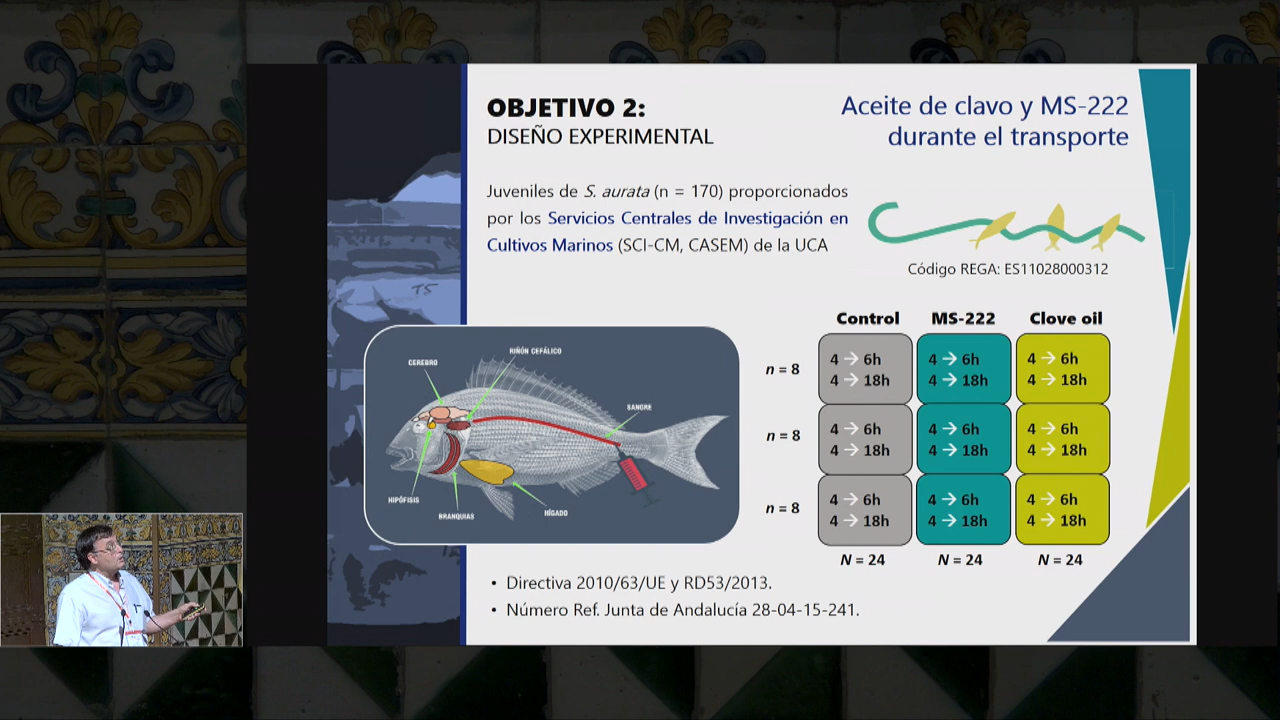 OBJETIVO 2:
DISEÑO EXPERIMENTAL
Aceite de clavo y MS-222
durante el transporte
Juveniles de S. aurata (n = 170) proporcionados
por los Servicios Centrales de Investigación en
Cultivos Marinos (SCI-CM, CASEM) de la UCA
Código REGA: ES11028000312
TS
CEREBRO
RIÑÓN CEFÁLICO
SANGRE
HIPÓFISIS
BRANQUIAS
HÍGADO
Control MS-222 Clove oil
n = 8
4 → 6h 4 → 6h 4 → 6h
4 → 18h 4 → 18h 4 → 18h
n = 8
4 → 6h 4 → 6h 4 → 6h
4 → 18h 4 → 18h 4 → 18h
n = 8
4 → 6h 4 → 6h 4 → 6h
4 → 18h 4 → 18h 4 → 18h
N = 24 N = 24 N = 24
• Directiva 2010/63/UE y RD53/2013.
• Número Ref. Junta de Andalucía 28-04-15-241.